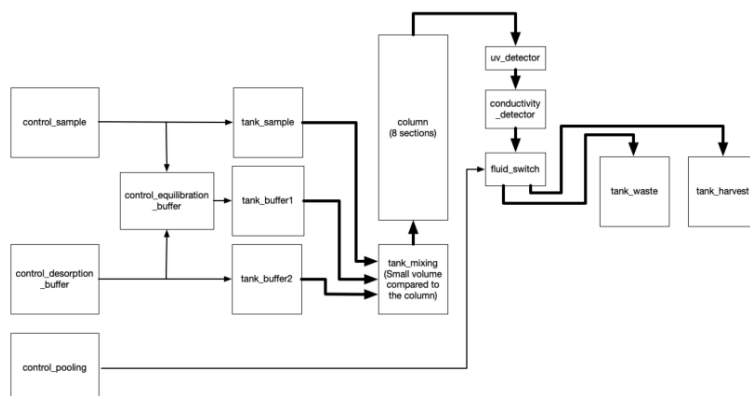 control_sample
tank_sample
column
(8 sections)
uv_detector
conductivity
_detector
fluid_switch
tank_waste
tank_harvest
control_equilibration
_buffer
tank_buffer1
control_desorption
_buffer
tank_buffer2
tank_mixing
(Small volume
compared to
the column)
control_pooling